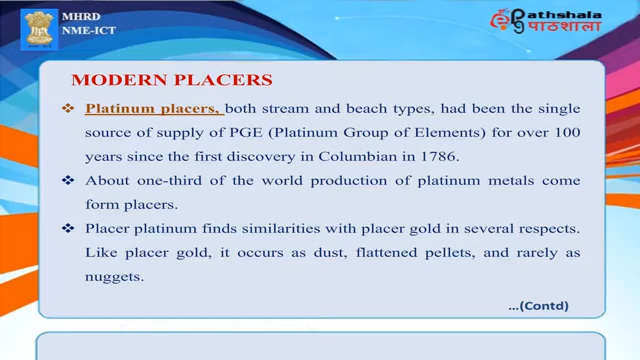 MHRD
NME-ICT
Pathshala
पाठशाला
MODERN PLACERS
❖ Platinum placers, both stream and beach types, had been the single
source of supply of PGE (Platinum Group of Elements) for over 100
years since the first discovery in Columbian in 1786.
❖ About one-third of the world production of platinum metals come
form placers.
❖ Placer platinum finds similarities with placer gold in several respects.
Like placer gold, it occurs as dust, flattened pellets, and rarely as
nuggets.
...(Contd)